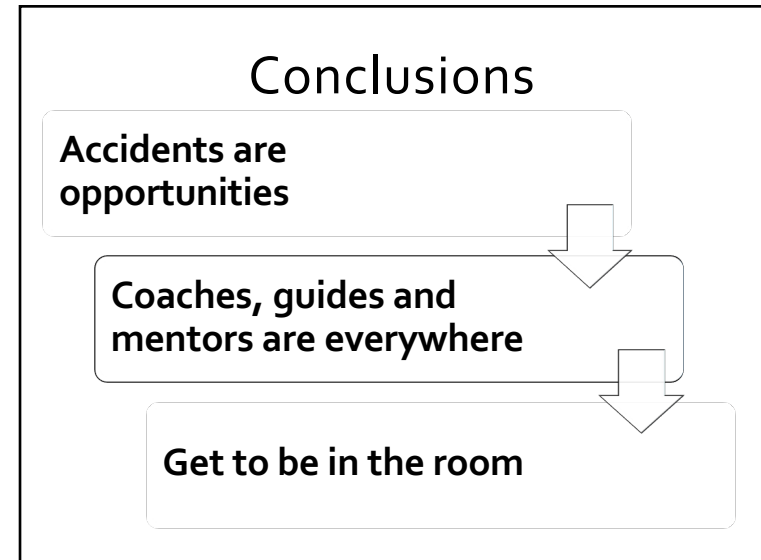 Conclusions
Accidents are
opportunities
Coaches, guides and
mentors are everywhere
Get to be in the room